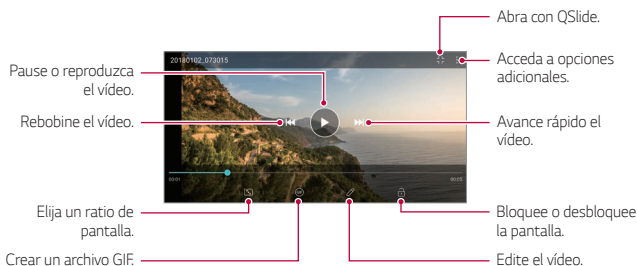 Abra con QSlide.
20180102_073015
Acceda a opciones
adicionales.
Pause o reproduzca
el vídeo.
Rebobine el vídeo.
Avance rápido el
vídeo.
00:01
00:05
GIF
Elija un ratio de
pantalla.
Bloquee o desbloquee
la pantalla.
Crear un archivo GIF.
Edite el vídeo.